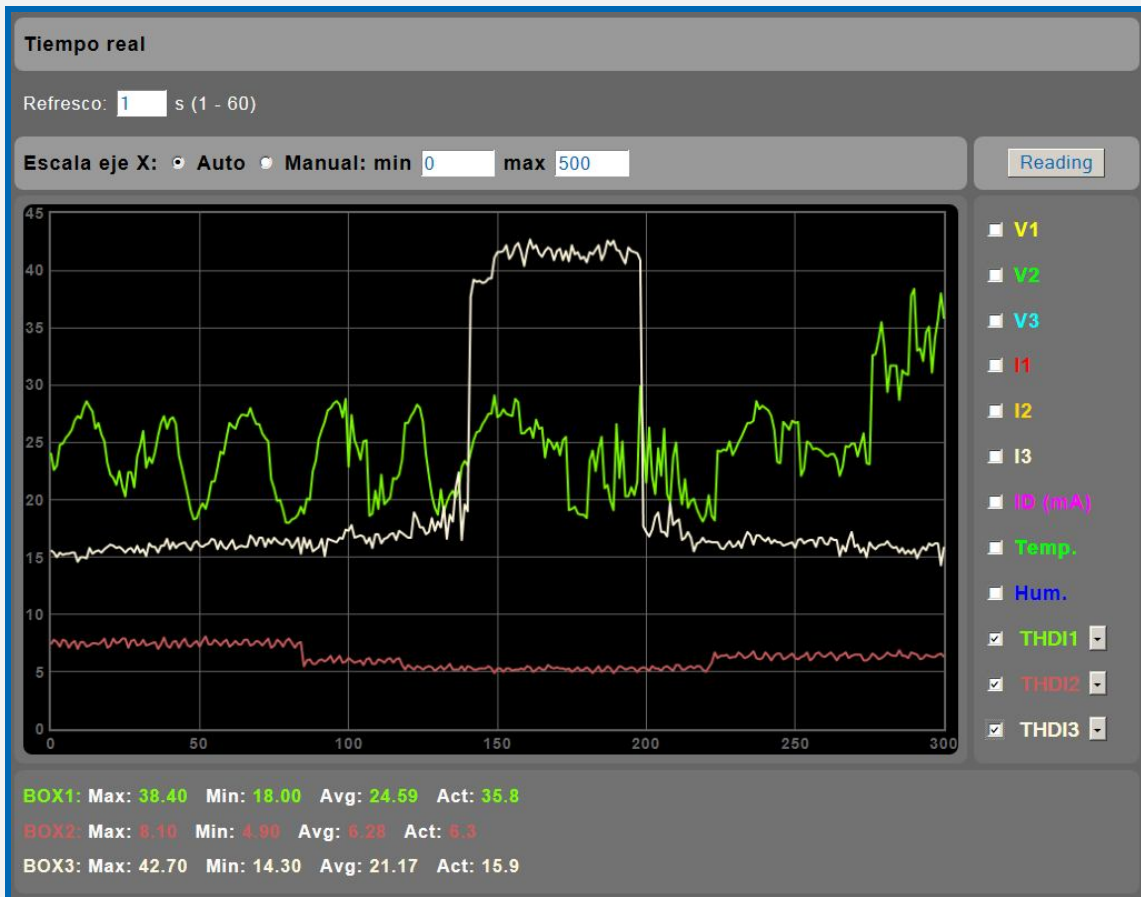 Tiempo real
Refresco: 1 s (1 - 60)
Escala eje X: Auto Manual: min 0 max 500
Reading
45
40
35
30
25
20
15
10
5
0
0 50 100 150 200 250 300
V1
V2
V3
I1
I2
I3
ID (mA)
Temp.
Hum.
THDI1
THDI2
THDI3
BOX1: Max: 38.40 Min: 18.00 Avg: 24.59 Act: 35.8
BOX2: Max: 8.10 Min: 4.90 Avg: 6.28 Act: 6.3
BOX3: Max: 42.70 Min: 14.30 Avg: 21.17 Act: 15.9